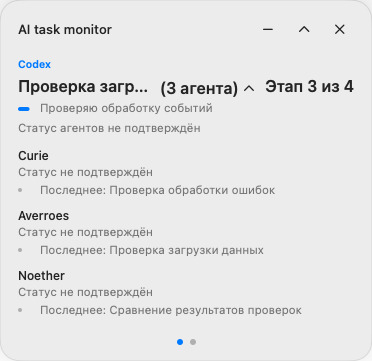 AI task monitor
Codex
Проверка загр... (3 агента) Этап 3 из 4
Проверяю обработку событий
Статус агентов не подтверждён
Curie
Статус не подтверждён
Последнее: Проверка обработки ошибок
Averroes
Статус не подтверждён
Последнее: Проверка загрузки данных
Noether
Статус не подтверждён
Последнее: Сравнение результатов проверок